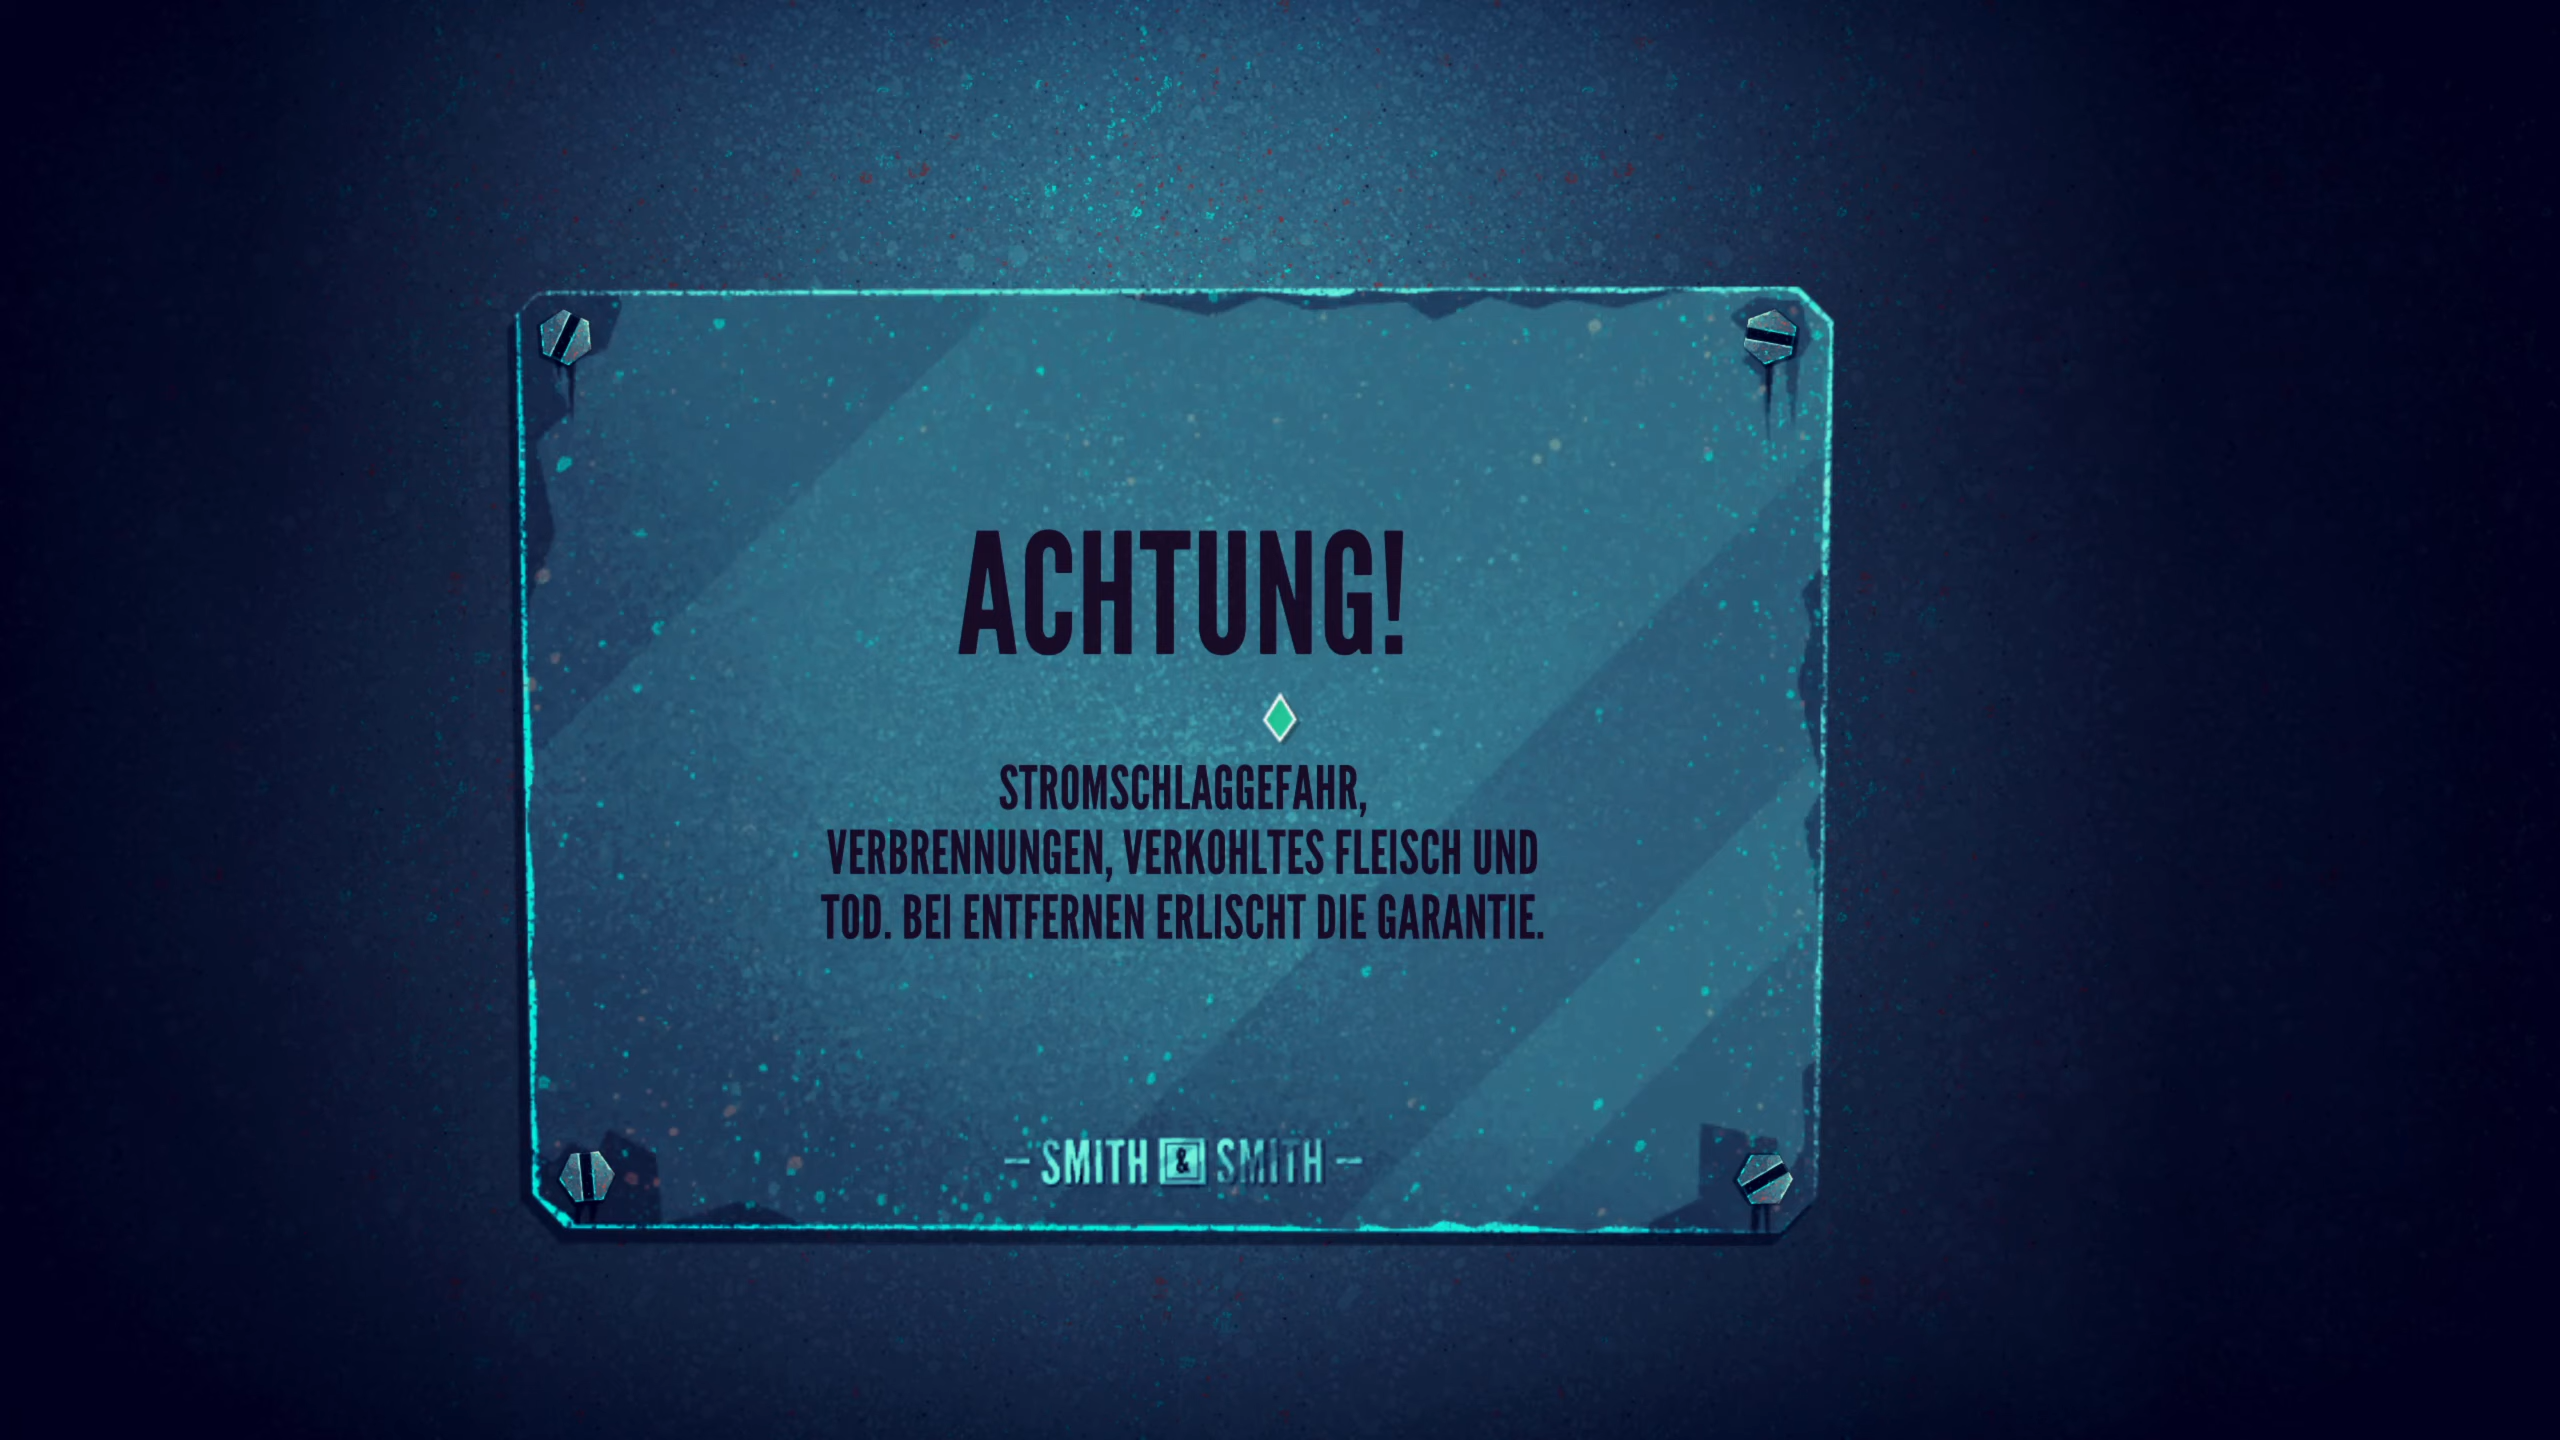 ACHTUNG!
STROMSCHLAGGEFAHR,
VERBRENNUNGEN, VERKOHLTES FLEISCH UND
TOD. BEI ENTFERNEN ERLISCHT DIE GARANTIE.
– SMITH & SMITH –